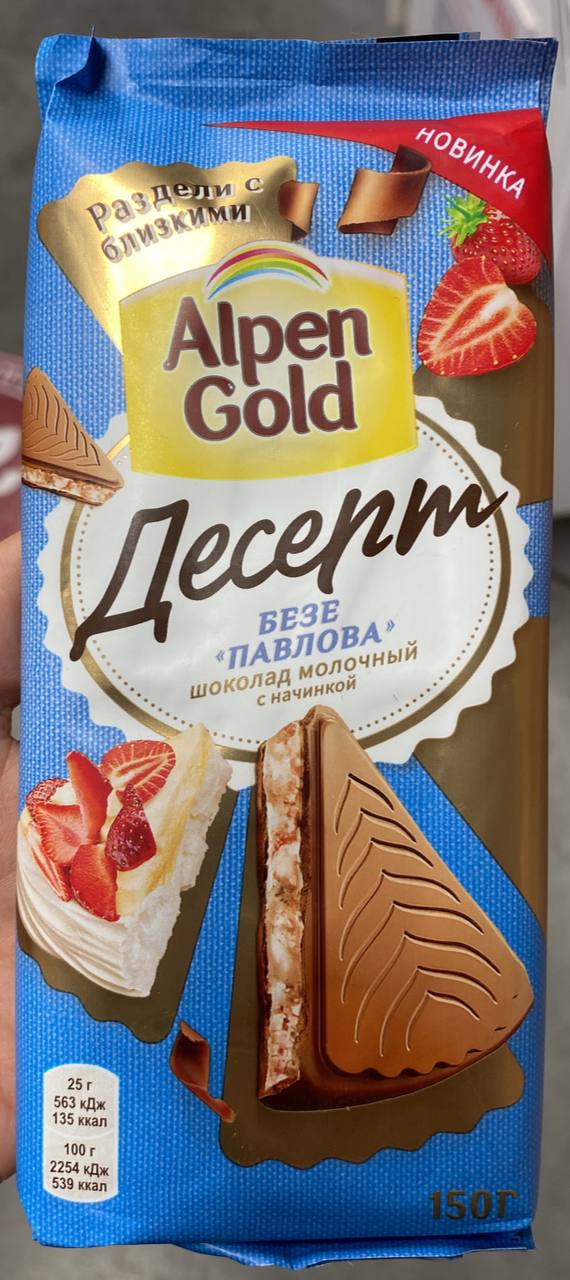 НОВИНКА
Раздели с
близкими
Alpen
Gold
Десерт
БЕЗЕ
«ПАВЛОВА»
ШОКОЛАД МОЛОЧНЫЙ
С НАЧИНКОЙ
25 г
563 кДж
135 ккал
100 г
2254 кДж
539 ккал
150Г